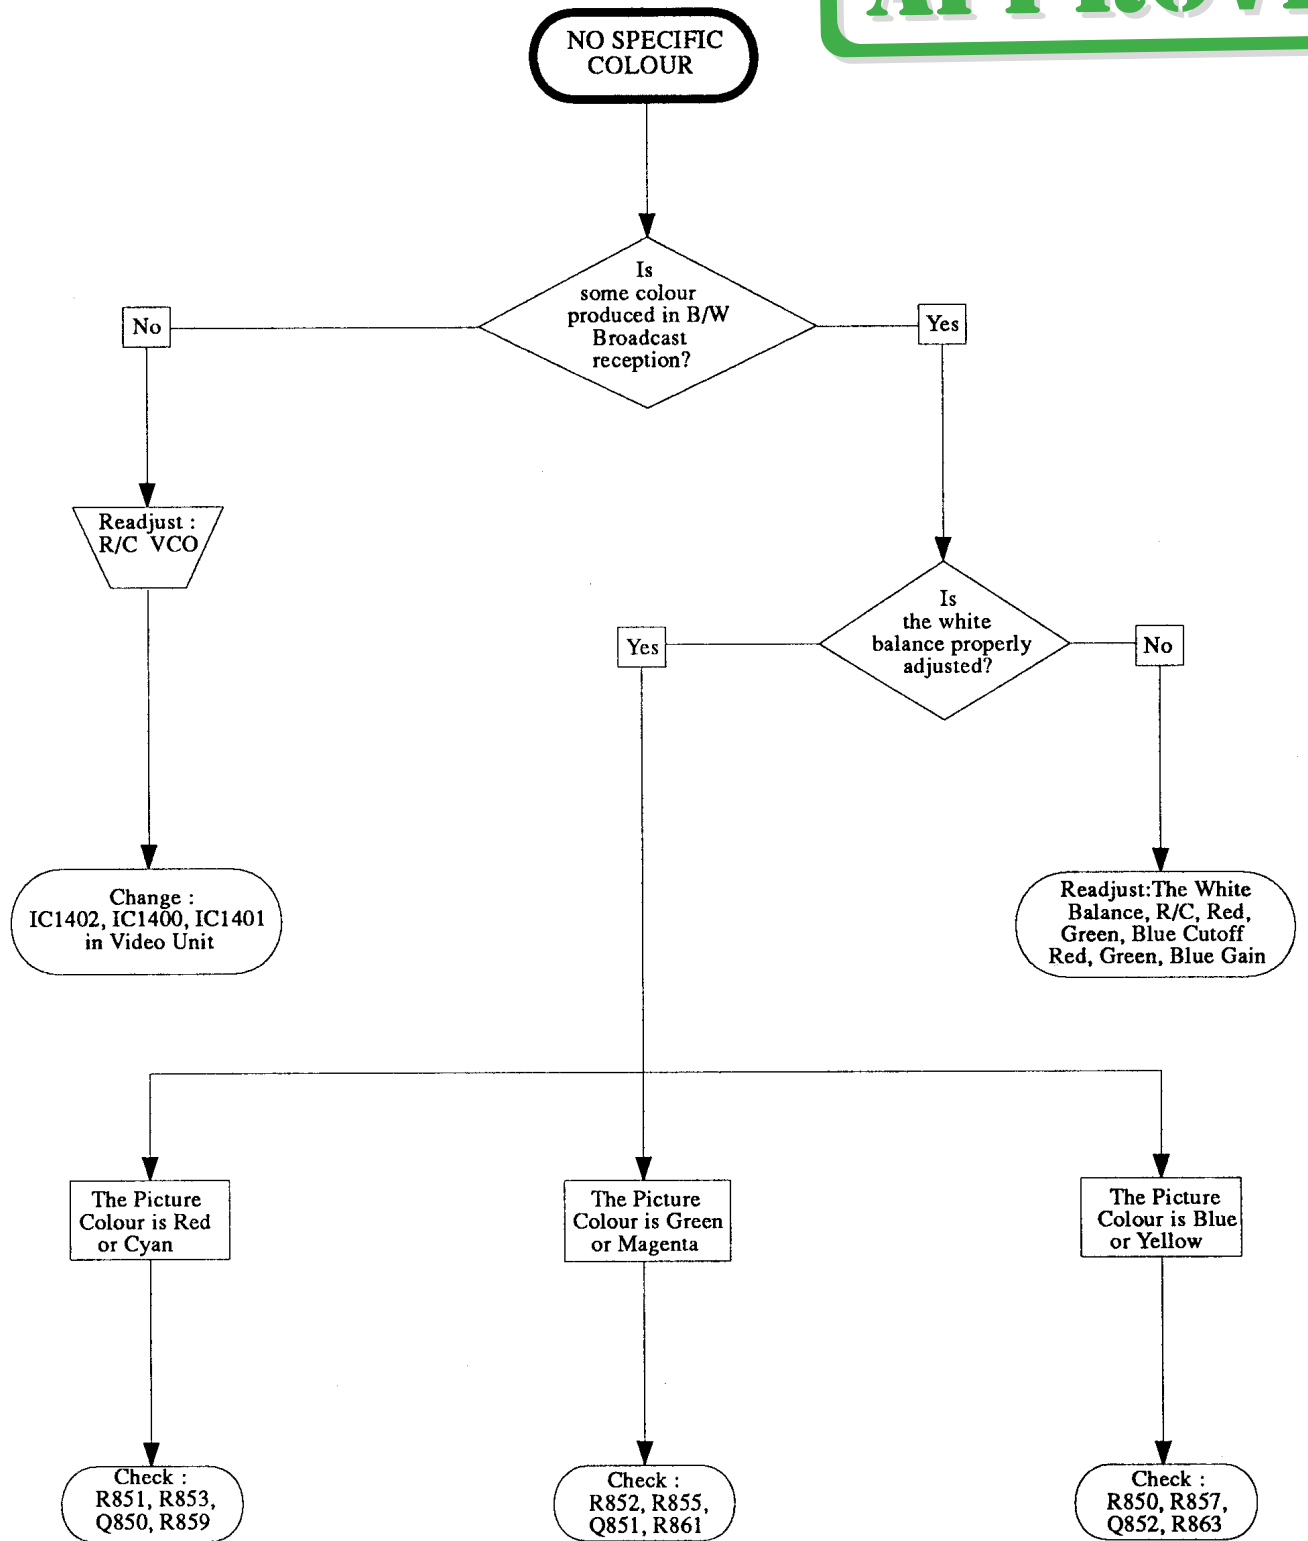 NO SPECIFIC
COLOUR
Is
some colour
produced in B/W
Broadcast
reception?
No
Yes
Readjust :
R/C VCO
Is
the white
balance properly
adjusted?
Yes
No
Change :
IC1402, IC1400, IC1401
in Video Unit
Readjust:The White
Balance, R/C, Red,
Green, Blue Cutoff
Red, Green, Blue Gain
The Picture
Colour is Red
or Cyan
The Picture
Colour is Green
or Magenta
The Picture
Colour is Blue
or Yellow
Check :
R851, R853,
Q850, R859
Check :
R852, R855,
Q851, R861
Check :
R850, R857,
Q852, R863